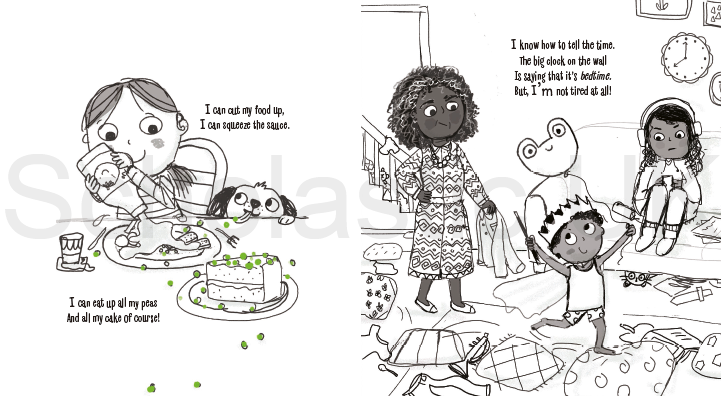 I can cut my food up,
I can squeeze the sauce.
I can eat up all my peas
And all my cake of course!
I know how to tell the time.
The big clock on the wall
Is saying that it's bedtime.
But, I'm not tired at all!